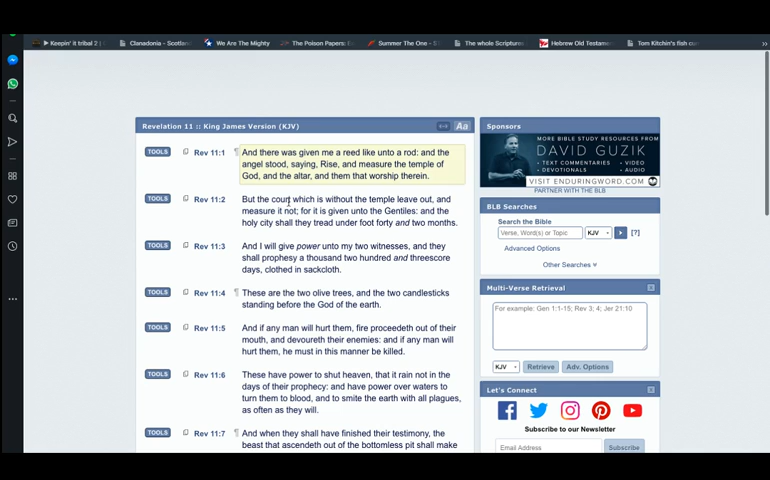 Keepin' it tribal 2 |
Clanadonia - Scotlan
We Are The Mighty
The Poison Papers: E
Summer The One -
The whole Scripture
Hebrew Old Testame
Tom Kitchin's fish
Revelation 11 :: King James Version (KJV)
Aa
TOOLS Rev 11:1 ¶ And there was given me a reed like unto a rod: and the
angel stood, saying, Rise, and measure the temple of
God, and the altar, and them that worship therein.
TOOLS Rev 11:2 But the court which is without the temple leave out, and
measure it not; for it is given unto the Gentiles: and the
holy city shall they tread under foot forty and two months.
TOOLS Rev 11:3 And I will give power unto my two witnesses, and they
shall prophesy a thousand two hundred and threescore
days, clothed in sackcloth.
TOOLS Rev 11:4 ¶ These are the two olive trees, and the two candlesticks
standing before the God of the earth.
TOOLS Rev 11:5 And if any man will hurt them, fire proceedeth out of their
mouth, and devoureth their enemies: and if any man will
hurt them, he must in this manner be killed.
TOOLS Rev 11:6 These have power to shut heaven, that it rain not in the
days of their prophecy: and have power over waters to
turn them to blood, and to smite the earth with all plagues,
as often as they will.
TOOLS Rev 11:7 ¶ And when they shall have finished their testimony, the
beast that ascendeth out of the bottomless pit shall make
Sponsors
MORE BIBLE STUDY RESOURCES FROM
DAVID GUZIK
• TEXT COMMENTARIES • VIDEO
• DEVOTIONALS • AUDIO
VISIT ENDURINGWORD.COM
PARTNER WITH THE BLB
BLB Searches
Search the Bible
Verse, Word(s) or Topic KJV [?]
Advanced Options
Other Searches
Multi-Verse Retrieval
For example: Gen 1:1-15; Rev 3; 4; Jer 21:10
KJV Retrieve Adv. Options
Let's Connect
Subscribe to our Newsletter
Email Address Subscribe